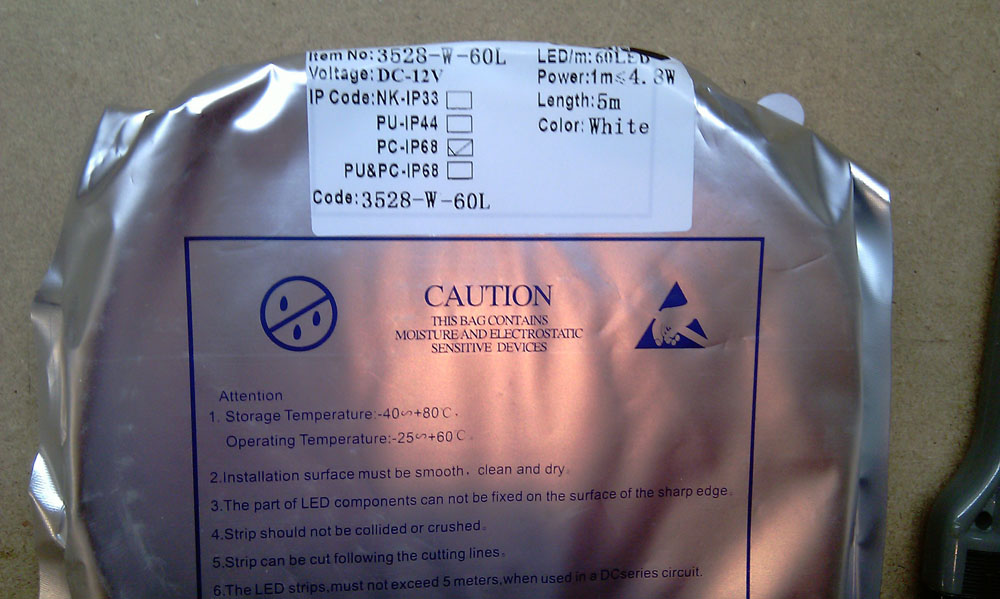 Item No:3528-W-60L
Voltage:DC-12V
IP Code:NK-IP33
PU-IP44
PC-IP68
PU&PC-IP68
Code:3528-W-60L
LED/m:60LED
Power:1m≤4.8W
Length:5m
Color:White
CAUTION
THIS BAG CONTAINS
MOISTURE AND ELECTROSTATIC
SENSITIVE DEVICES
Attention
1. Storage Temperature:-40∽+80℃。
Operating Temperature:-25∽+60℃。
2.Installation surface must be smooth，clean and dry。
3.The part of LED components can not be fixed on the surface of the sharp edge。
4.Strip should not be collided or crushed。
5.Strip can be cut following the cutting lines。
6.The LED strips,must not exceed 5 meters,when used in a DCseries circuit.